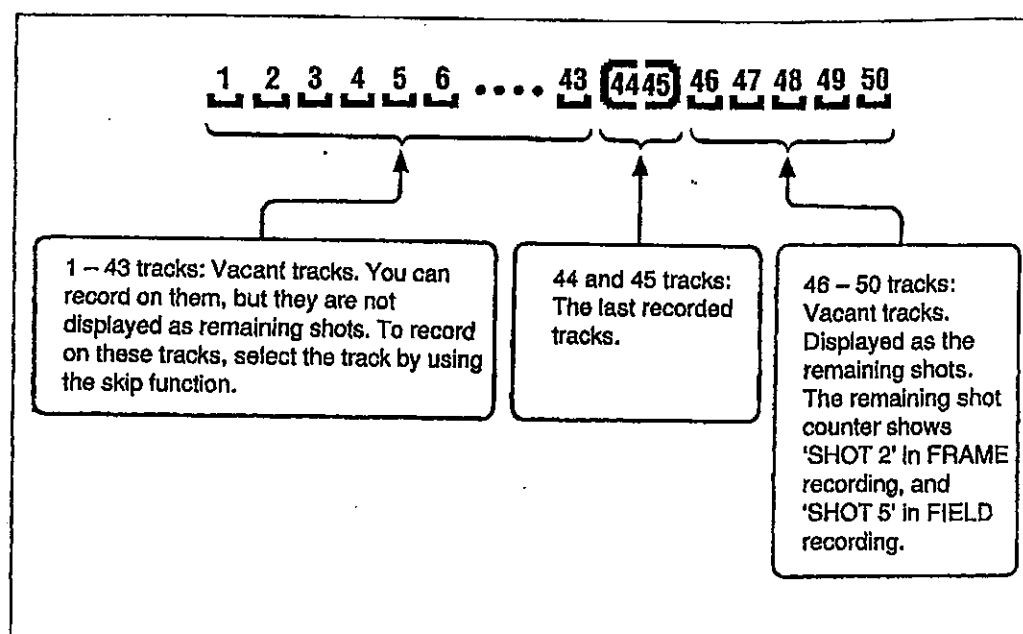 1 2 3 4 5 6 •••• 43 44 45 46 47 48 49 50
1 – 43 tracks: Vacant tracks. You can
record on them, but they are not
displayed as remaining shots. To record
on these tracks, select the track by using
the skip function.
44 and 45 tracks:
The last recorded
tracks.
46 – 50 tracks:
Vacant tracks.
Displayed as the
remaining shots.
The remaining shot
counter shows
'SHOT 2' in FRAME
recording, and
'SHOT 5' in FIELD
recording.